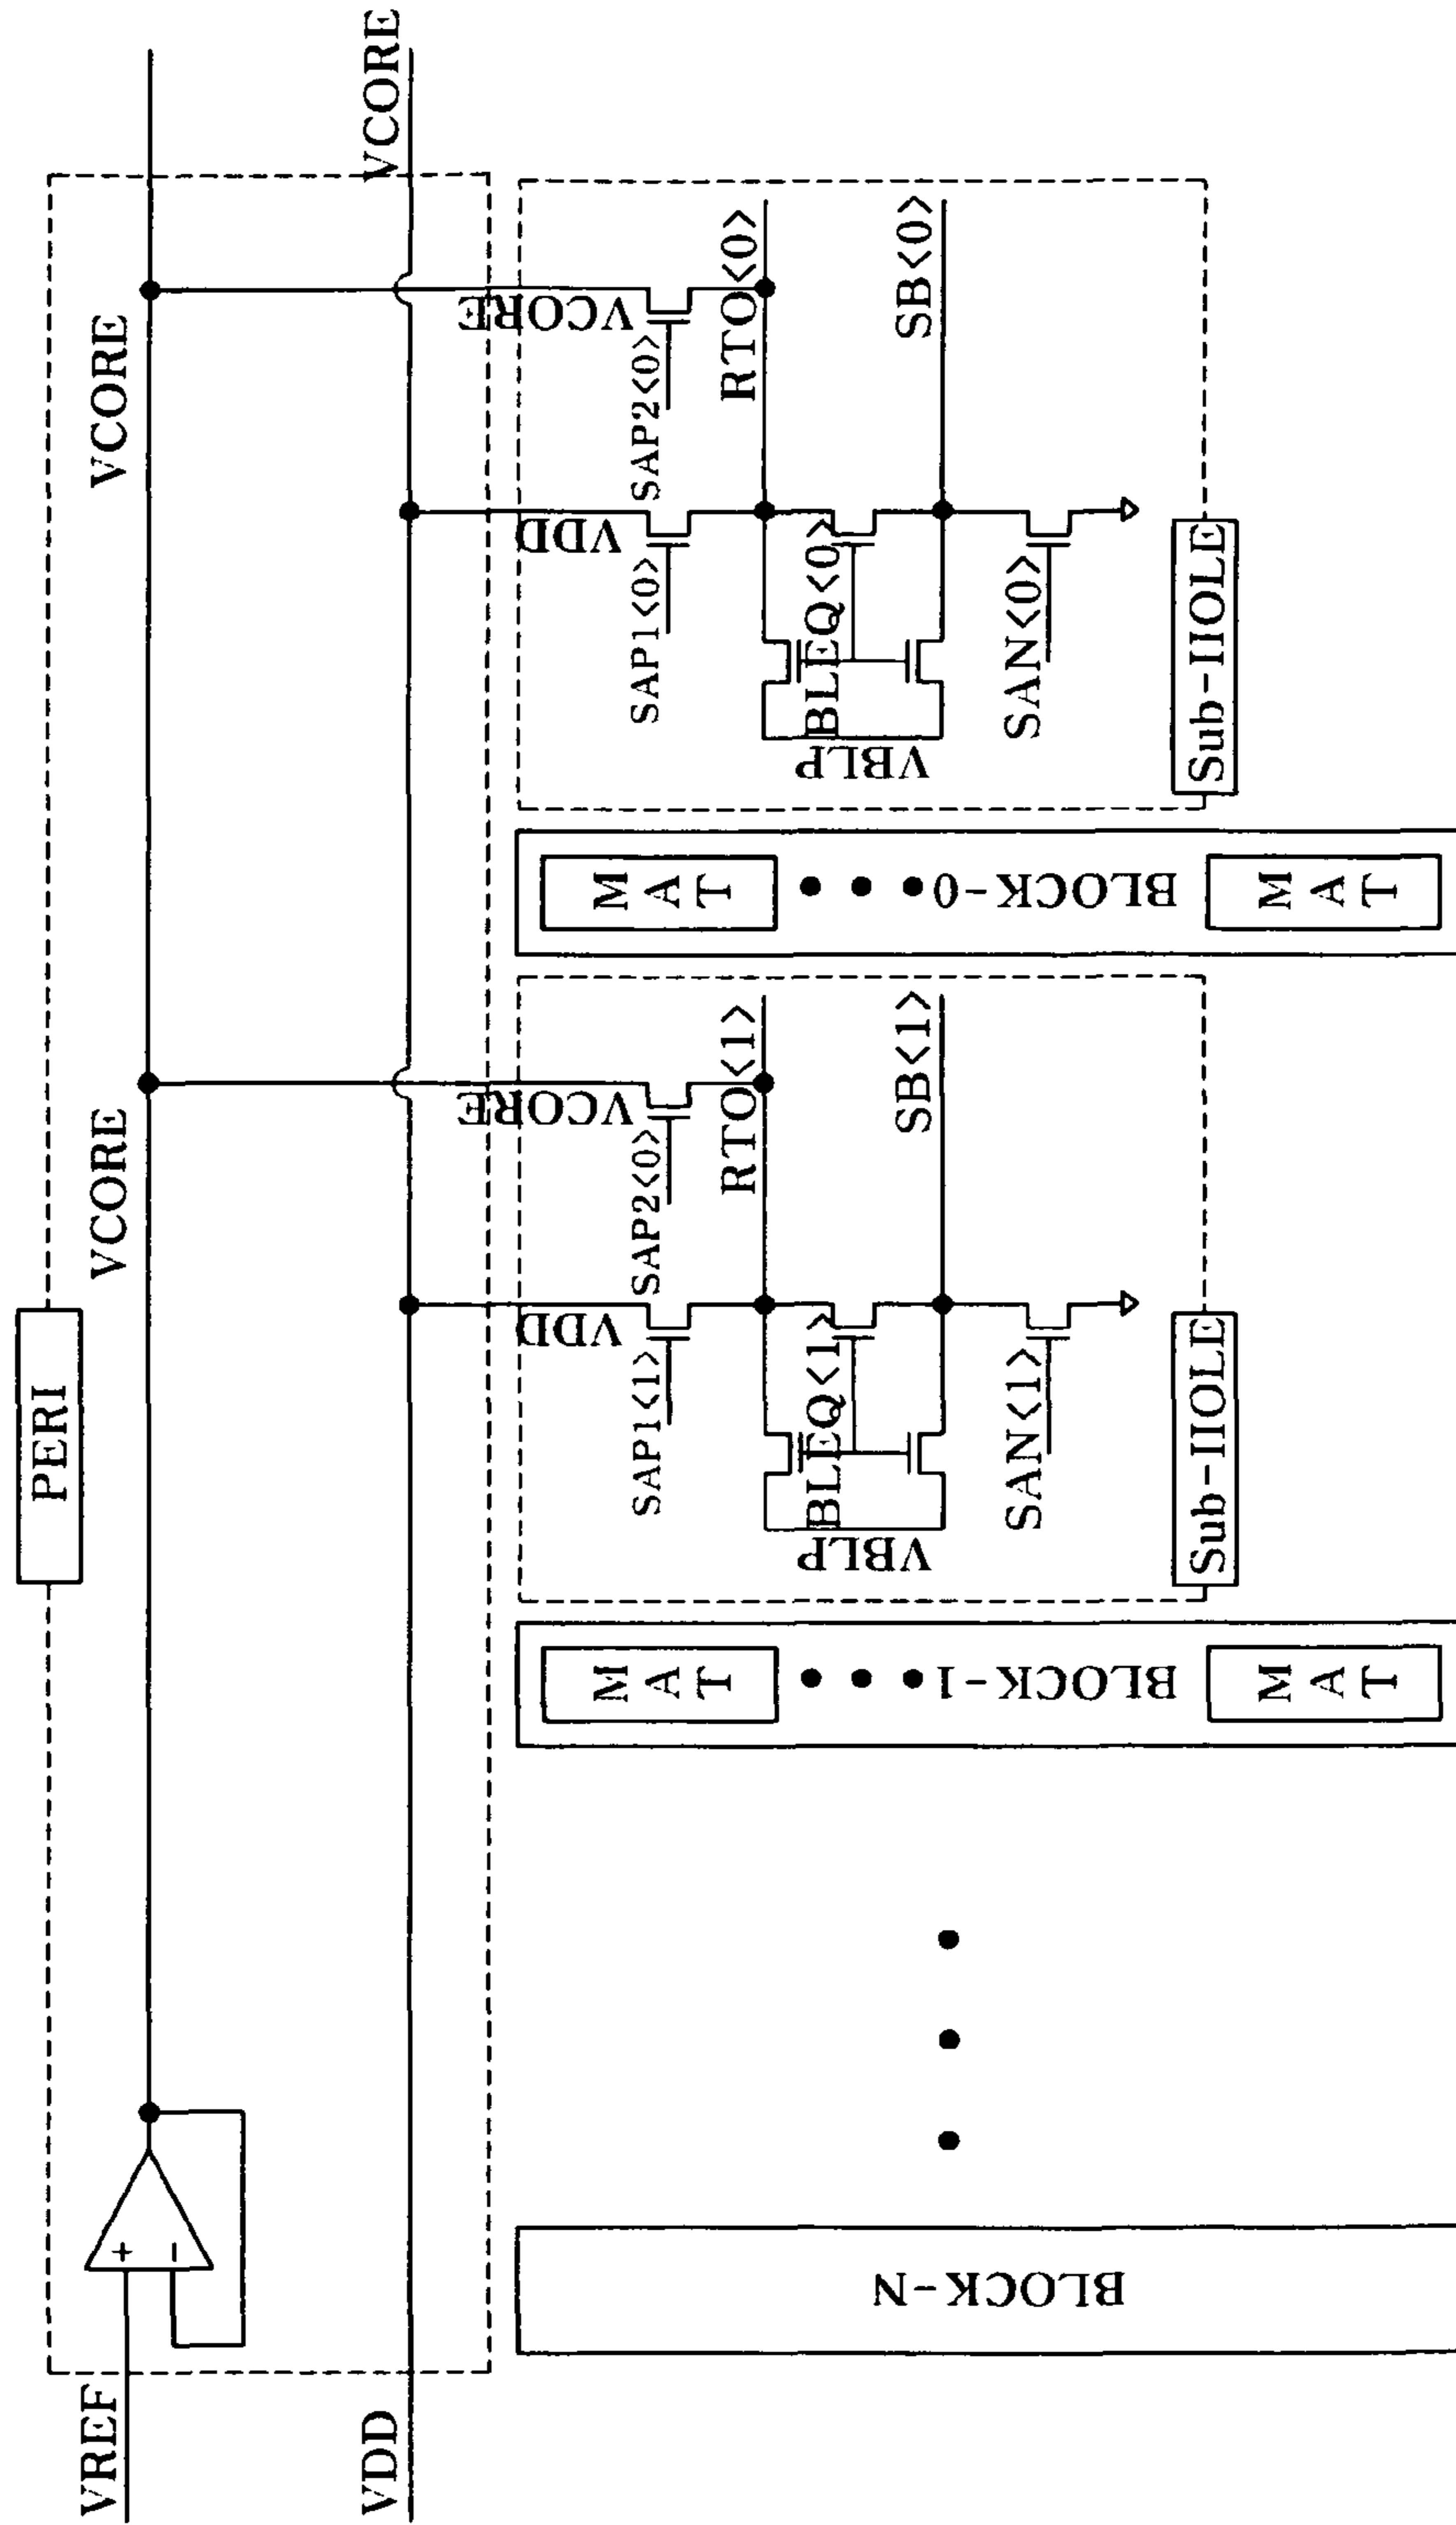 PERI
VREF
VCORE
VCORE
VDD
VCORE
+
-
VDD
VCORE
VDD
VCORE
SAP1<1>
SAP2<0>
SAP1<0>
SAP2<0>
RTO<1>
RTO<0>
BLEQ<1>
BLEQ<0>
VBLP
VBLP
SB<1>
SB<0>
SAN<1>
SAN<0>
Sub-IIOLE
Sub-IIOLE
BLOCK-N
MAT
BLOCK-1
MAT
MAT
BLOCK-0
MAT